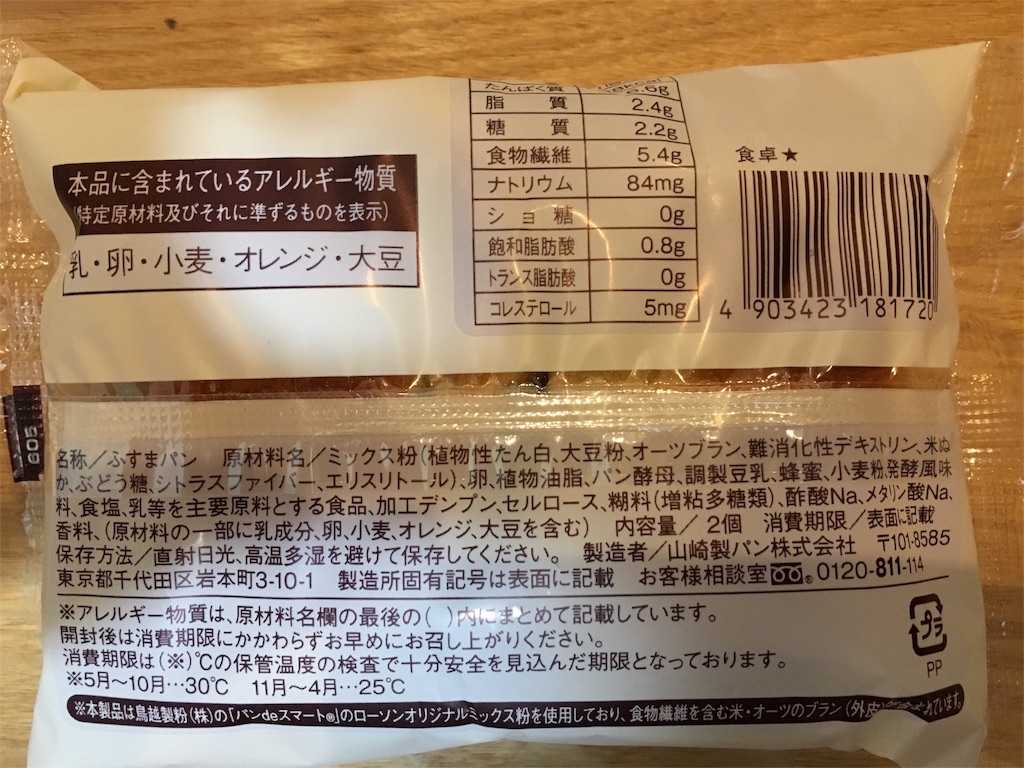 たんぱく質 5.6g
脂質 2.4g
糖質 2.2g
食物繊維 5.4g
ナトリウム 84mg
ショ糖 0g
飽和脂肪酸 0.8g
トランス脂肪酸 0g
コレステロール 5mg
食卓★
4 903423 181720
本品に含まれているアレルギー物質
(特定原材料及びそれに準ずるものを表示)
乳・卵・小麦・オレンジ・大豆
G05
名称/ふすまパン 原材料名/ミックス粉(植物性たん白、大豆粉、オーツブラン、難消化性デキストリン、米ぬ
か、ぶどう糖、シトラスファイバー、エリスリトール)、卵、植物油脂、パン酵母、調製豆乳、蜂蜜、小麦粉発酵風味
料、食塩、乳等を主要原料とする食品、加工デンプン、セルロース、糊料(増粘多糖類)、酢酸Na、メタリン酸Na、
香料、(原材料の一部に乳成分、卵、小麦、オレンジ、大豆を含む) 内容量/2個 消費期限/表面に記載
保存方法/直射日光、高温多湿を避けて保存してください。 製造者/山崎製パン株式会社 〒101-8585
東京都千代田区岩本町3-10-1 製造所固有記号は表面に記載 お客様相談室 ® 0120-811-114
※アレルギー物質は、原材料名欄の最後の( )内にまとめて記載しています。
開封後は消費期限にかかわらずお早めにお召し上がりください。
消費期限は(※)℃の保管温度の検査で十分安全を見込んだ期限となっております。
※5月〜10月…30℃ 11月〜4月…25℃
プラ
PP
※本製品は鳥越製粉(株)の「パンdeスマート®」のローソンオリジナルミックス粉を使用しており、食物繊維を含む米・オーツのブラン(外皮
れています。